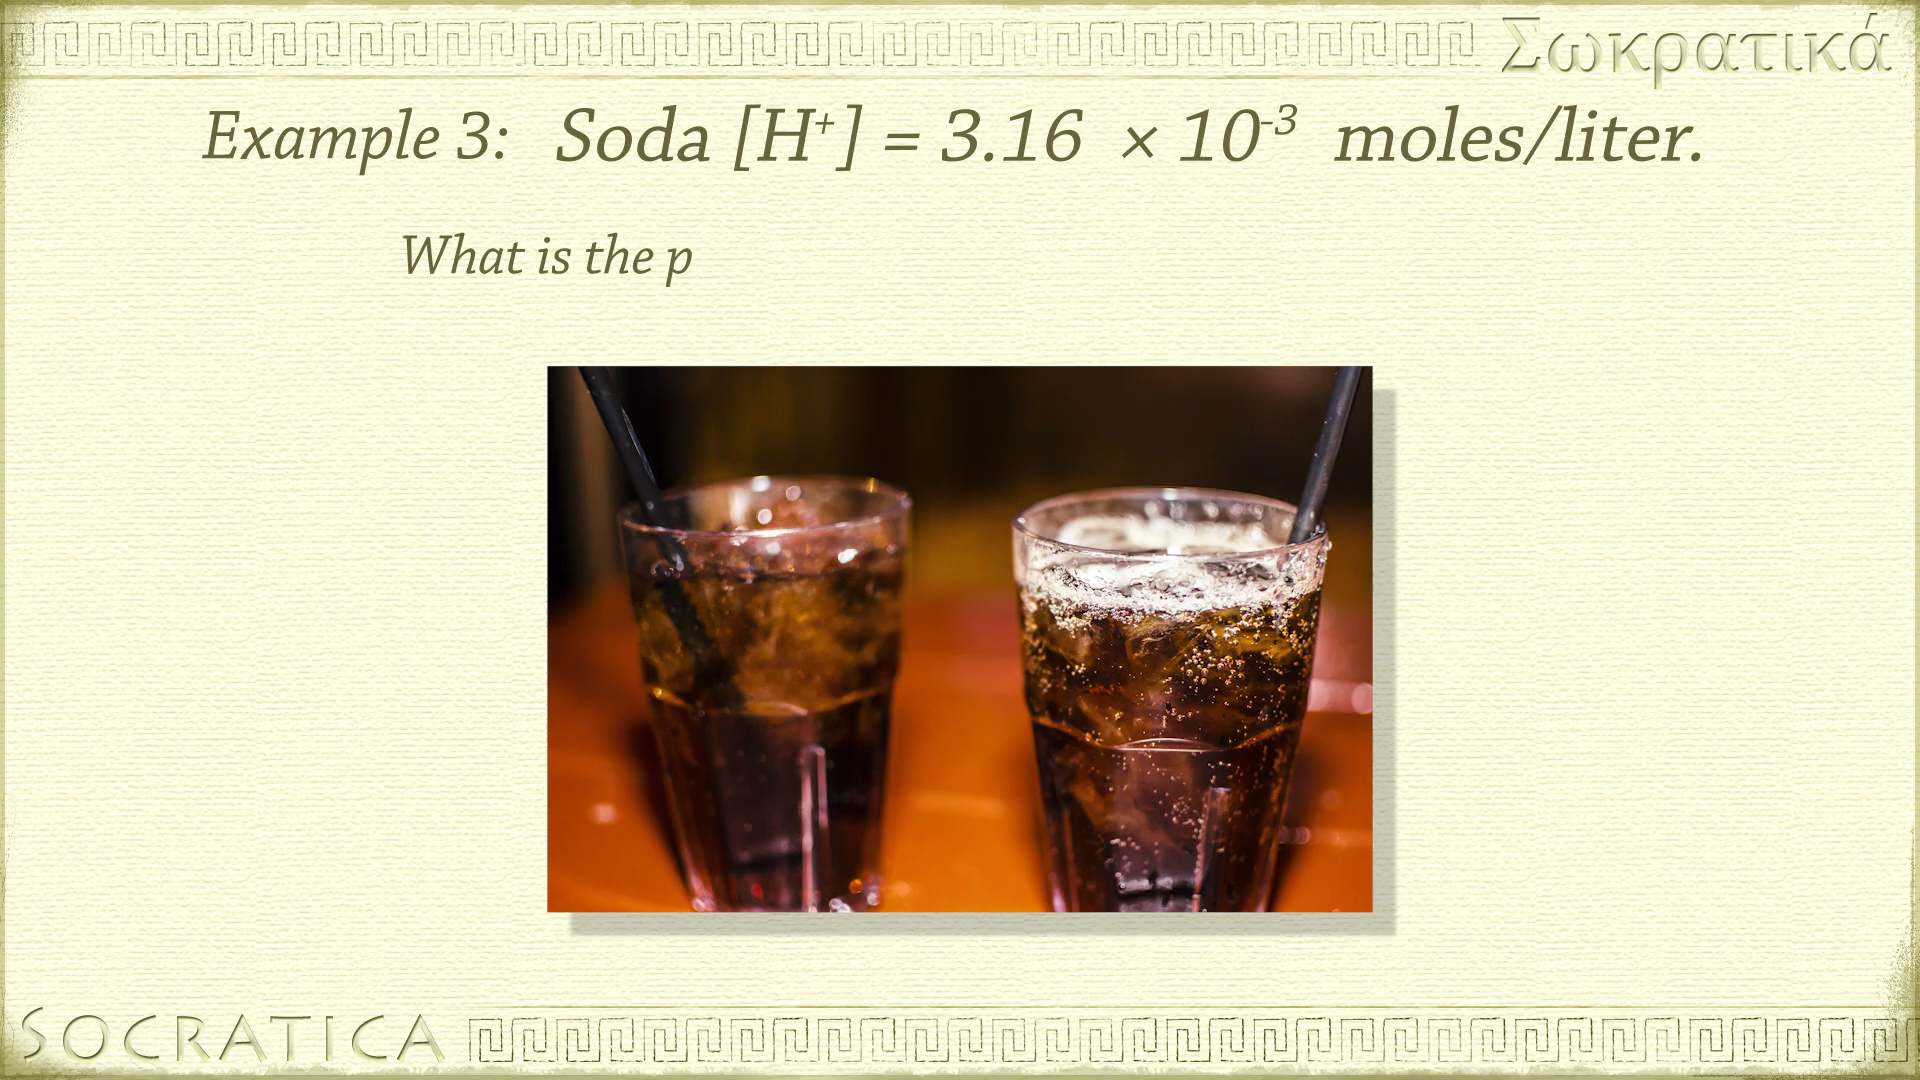 Σωκρατικά
Example 3: Soda [H⁺] = 3.16 × 10⁻³ moles/liter.
What is the p
SOCRATICA